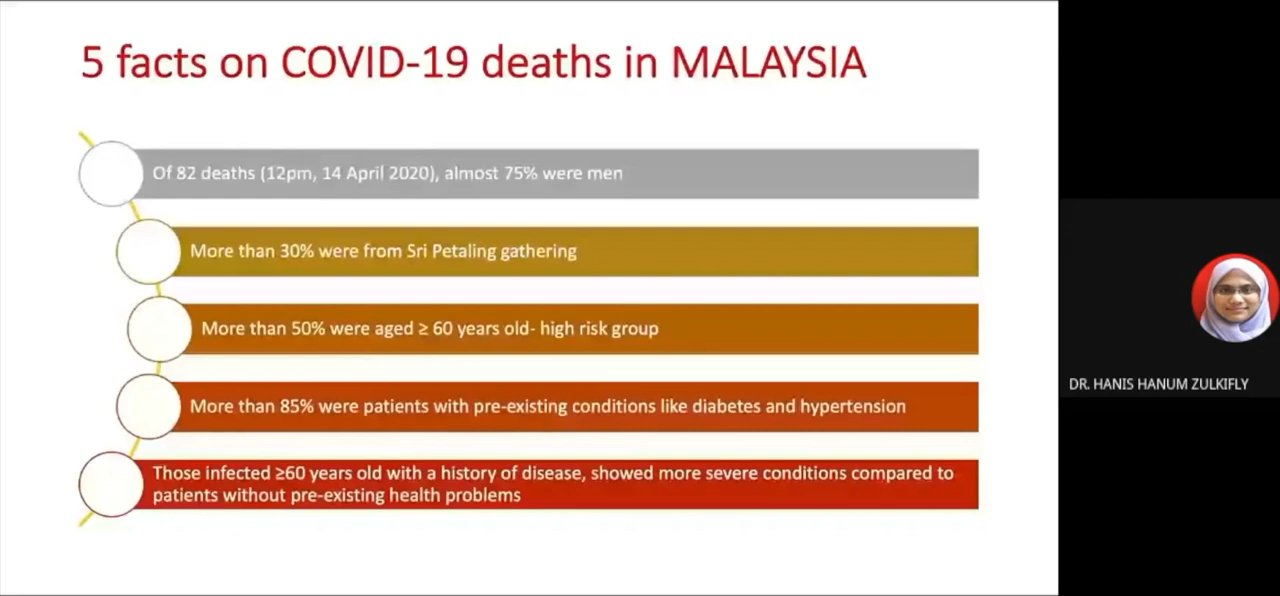 5 facts on COVID-19 deaths in MALAYSIA
Of 82 deaths (12pm, 14 April 2020), almost 75% were men
More than 30% were from Sri Petaling gathering
More than 50% were aged ≥ 60 years old- high risk group
More than 85% were patients with pre-existing conditions like diabetes and hypertension
Those infected ≥60 years old with a history of disease, showed more severe conditions compared to
patients without pre-existing health problems
DR. HANIS HANUM ZULKIFLY